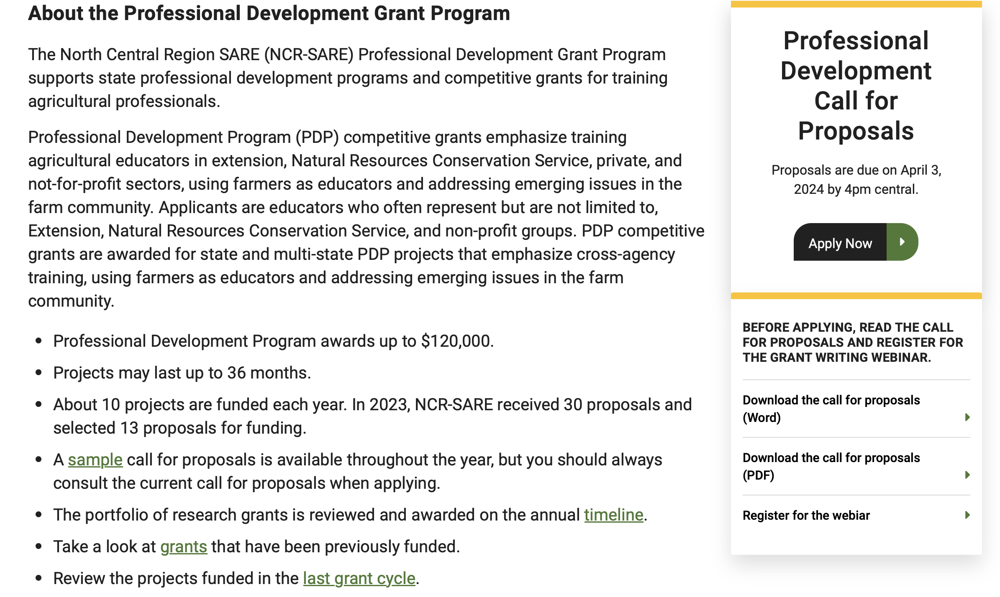 About the Professional Development Grant Program
The North Central Region SARE (NCR-SARE) Professional Development Grant Program
supports state professional development programs and competitive grants for training
agricultural professionals.
Professional Development Program (PDP) competitive grants emphasize training
agricultural educators in extension, Natural Resources Conservation Service, private, and
not-for-profit sectors, using farmers as educators and addressing emerging issues in the
farm community. Applicants are educators who often represent but are not limited to,
Extension, Natural Resources Conservation Service, and non-profit groups. PDP competitive
grants are awarded for state and multi-state PDP projects that emphasize cross-agency
training, using farmers as educators and addressing emerging issues in the farm
community.
• Professional Development Program awards up to $120,000.
• Projects may last up to 36 months.
• About 10 projects are funded each year. In 2023, NCR-SARE received 30 proposals and
selected 13 proposals for funding.
• A sample call for proposals is available throughout the year, but you should always
consult the current call for proposals when applying.
• The portfolio of research grants is reviewed and awarded on the annual timeline.
• Take a look at grants that have been previously funded.
• Review the projects funded in the last grant cycle.
Professional
Development
Call for
Proposals
Proposals are due on April 3,
2024 by 4pm central.
Apply Now
BEFORE APPLYING, READ THE CALL
FOR PROPOSALS AND REGISTER FOR
THE GRANT WRITING WEBINAR.
Download the call for proposals
(Word)
Download the call for proposals
(PDF)
Register for the webiar